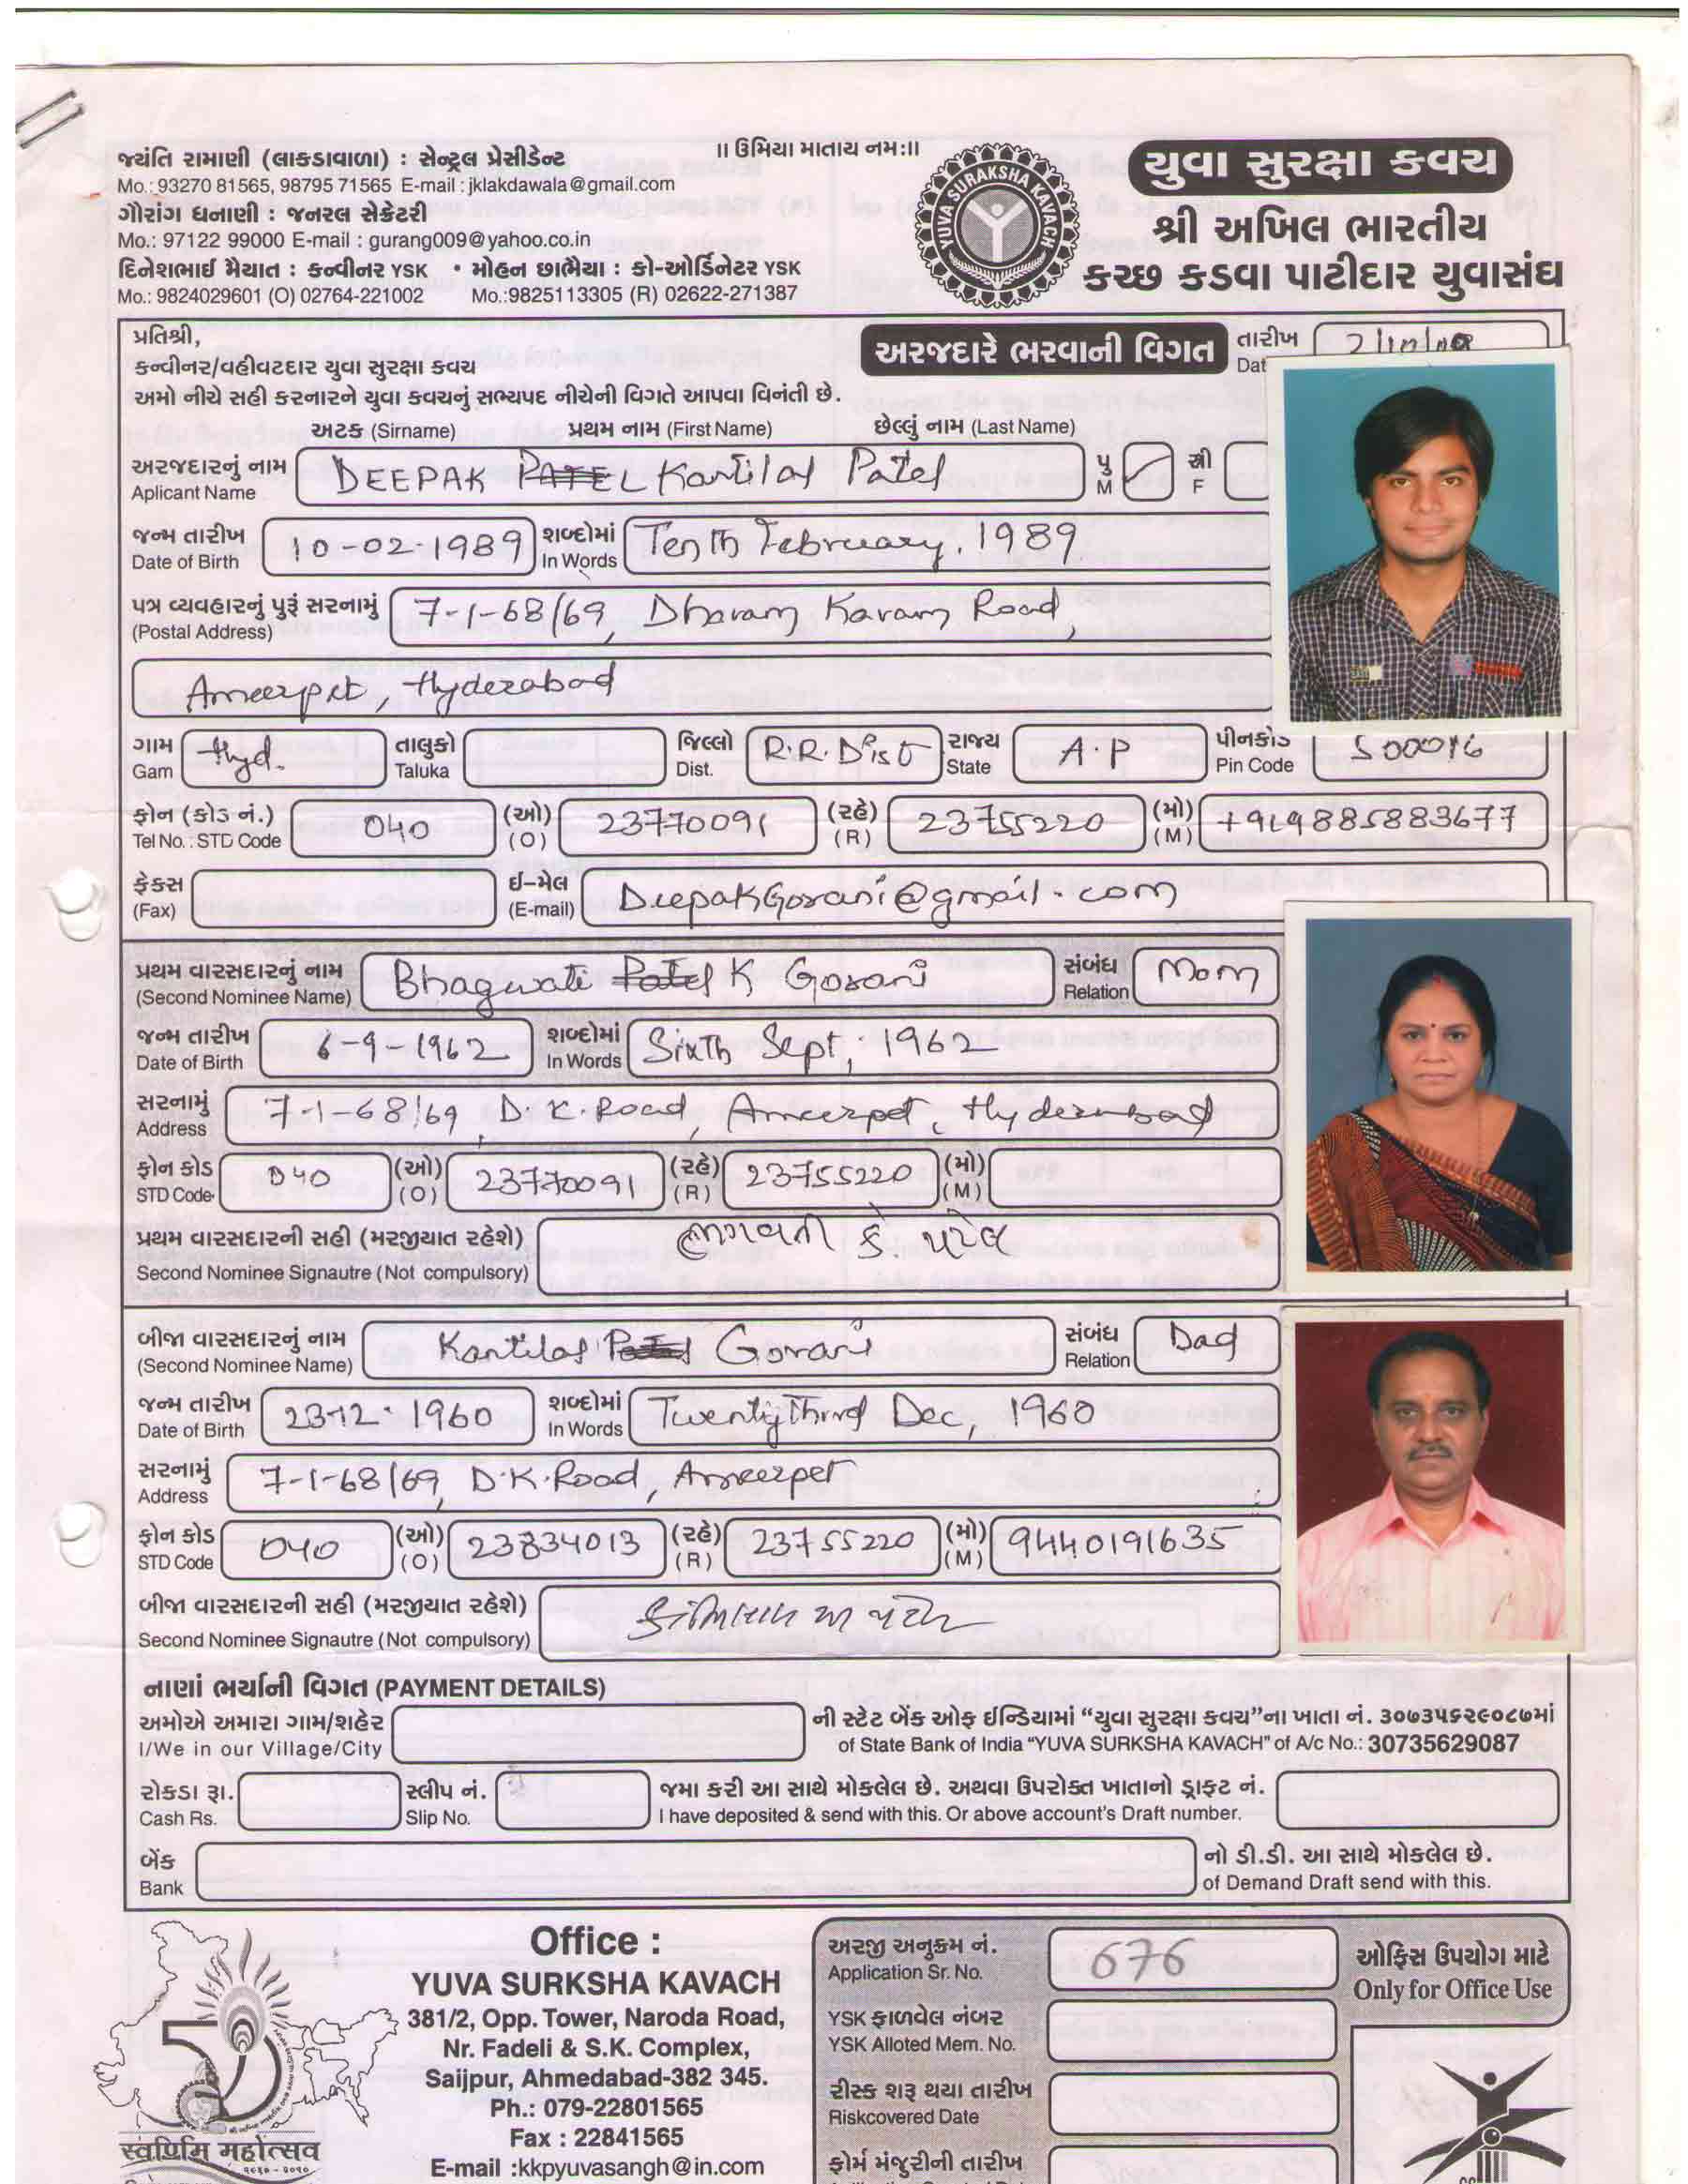 ॥ ઉમિયા માતાય નમઃ॥
જયંતિ રામાણી (લાકડાવાળા) : સેન્ટ્રલ પ્રેસીડેન્ટ
Mo.: 93270 81565, 98795 71565 E-mail : jklakdawala@gmail.com
ગૌરાંગ ધનાણી : જનરલ સેક્રેટરી
Mo.: 97122 99000 E-mail : gurang009@yahoo.co.in
દિનેશભાઈ મૈયાત : કન્વીનર YSK • મોહન છાભૈયા : કો-ઓર્ડિનેટર YSK
Mo.: 9824029601 (O) 02764-221002 Mo.:9825113305 (R) 02622-271387
YUVA SURAKSHA KAVACH
યુવા સુરક્ષા કવચ
શ્રી અખિલ ભારતીય
કચ્છ કડવા પાટીદાર યુવાસંઘ
પ્રતિશ્રી,
કન્વીનર/વહીવટદાર યુવા સુરક્ષા કવચ
અમો નીચે સહી કરનારને યુવા કવચનું સભ્યપદ નીચેની વિગતે આપવા વિનંતી છે.
અરજદારે ભરવાની વિગત
તારીખ
અટક (Sirname) પ્રથમ નામ (First Name) છેલ્લું નામ (Last Name)
અરજદારનું નામ DEEPAK PATEL Kantilal Patel પુ સ્ત્રી
Aplicant Name M F
જન્મ તારીખ 10-02-1989 શબ્દોમાં Tenth February, 1989
Date of Birth In Words
પત્ર વ્યવહારનું પુરૂં સરનામું 7-1-68/69, Dharam Karam Road,
(Postal Address)
Ameerpet, Hyderabad
ગામ Hyd. તાલુકો જિલ્લો R.R. Dist રાજ્ય A.P પીનકોડ 500016
Gam Taluka Dist. State Pin Code
ફોન (કોડ નં.) 040 (ઓ) 23770091 (રહે) 23755220 (મો) +919885883677
Tel No. : STD Code (O) (R) (M)
ફેક્સ ઈ-મેલ DeepakGorani@gmail.com
(Fax) (E-mail)
પ્રથમ વારસદારનું નામ Bhagwati Patel K Gorani સંબંધ Mom
(Second Nominee Name) Relation
જન્મ તારીખ 6-9-1962 શબ્દોમાં Sixth Sept, 1962
Date of Birth In Words
સરનામું 7-1-68/69, D.K. Road, Ameerpet, Hyderabad
Address
ફોન કોડ 040 (ઓ) 23770091 (રહે) 23755220 (મો)
STD Code (O) (R) (M)
પ્રથમ વારસદારની સહી (મરજીયાત રહેશે) ભગવતી કે પટેલ
Second Nominee Signautre (Not compulsory)
બીજા વારસદારનું નામ Kantilal Patel Gorani સંબંધ Dad
(Second Nominee Name) Relation
જન્મ તારીખ 23-12-1960 શબ્દોમાં Twenty Third Dec, 1960
Date of Birth In Words
સરનામું 7-1-68/69, D.K. Road, Ameerpet
Address
ફોન કોડ 040 (ઓ) 23834013 (રહે) 23755220 (મો) 9440191635
STD Code (O) (R) (M)
બીજા વારસદારની સહી (મરજીયાત રહેશે)
Second Nominee Signautre (Not compulsory)
નાણાં ભર્યાની વિગત (PAYMENT DETAILS)
અમોએ અમારા ગામ/શહેર ની સ્ટેટ બેંક ઓફ ઈન્ડિયામાં “યુવા સુરક્ષા કવચ”ના ખાતા નં. ૩૦૭૩૫૬૨૯૦૮૭માં
I/We in our Village/City of State Bank of India “YUVA SURKSHA KAVACH” of A/c No.: 30735629087
રોકડા રૂા. સ્લીપ નં. જમા કરી આ સાથે મોકલેલ છે. અથવા ઉપરોક્ત ખાતાનો ડ્રાફ્ટ નં.
Cash Rs. Slip No. I have deposited & send with this. Or above account's Draft number.
બેંક નો ડી.ડી. આ સાથે મોકલેલ છે.
Bank of Demand Draft send with this.
Office :
YUVA SURKSHA KAVACH
381/2, Opp. Tower, Naroda Road,
Nr. Fadeli & S.K. Complex,
Saijpur, Ahmedabad-382 345.
Ph.: 079-22801565
Fax : 22841565
E-mail :kkpyuvasangh@in.com
સ્વર્ણિમ મહોત્સવ
૧૯૬૦ - ૨૦૧૦
અરજી અનુક્રમ નં. 676
Application Sr. No.
YSK ફાળવેલ નંબર
YSK Alloted Mem. No.
રીસ્ક શરૂ થયા તારીખ
Riskcovered Date
ફોર્મ મંજુરીની તારીખ
ઓફિસ ઉપયોગ માટે
Only for Office Use